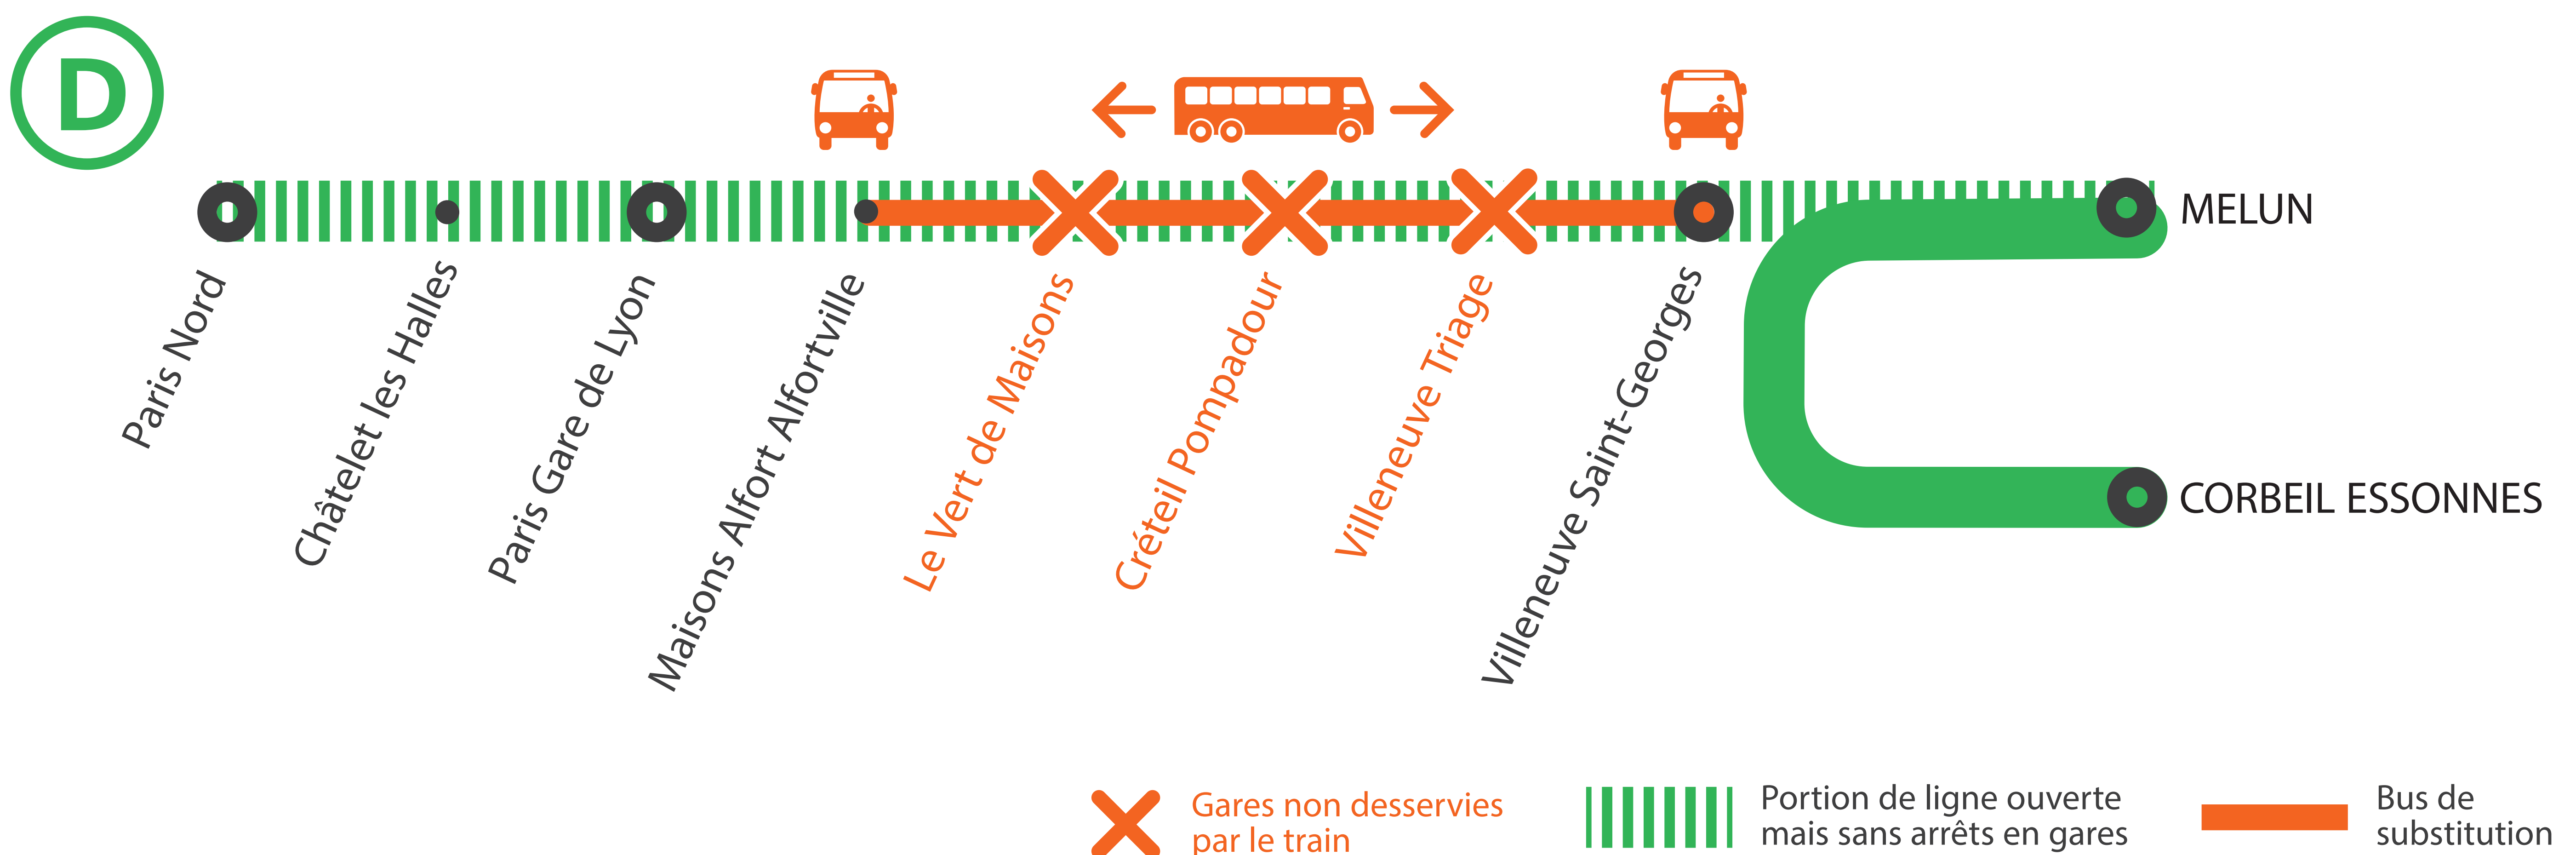 D
MELUN
Paris Nord
Châtelet les Halles
Paris Gare de Lyon
Maisons Alfort Alfortville
Le Vert de Maisons
Créteil Pompadour
Villeneuve Triage
Villeneuve Saint-Georges
CORBEIL ESSONNES
Gares non desservies
par le train
Portion de ligne ouverte
mais sans arrêts en gares
Bus de
substitution